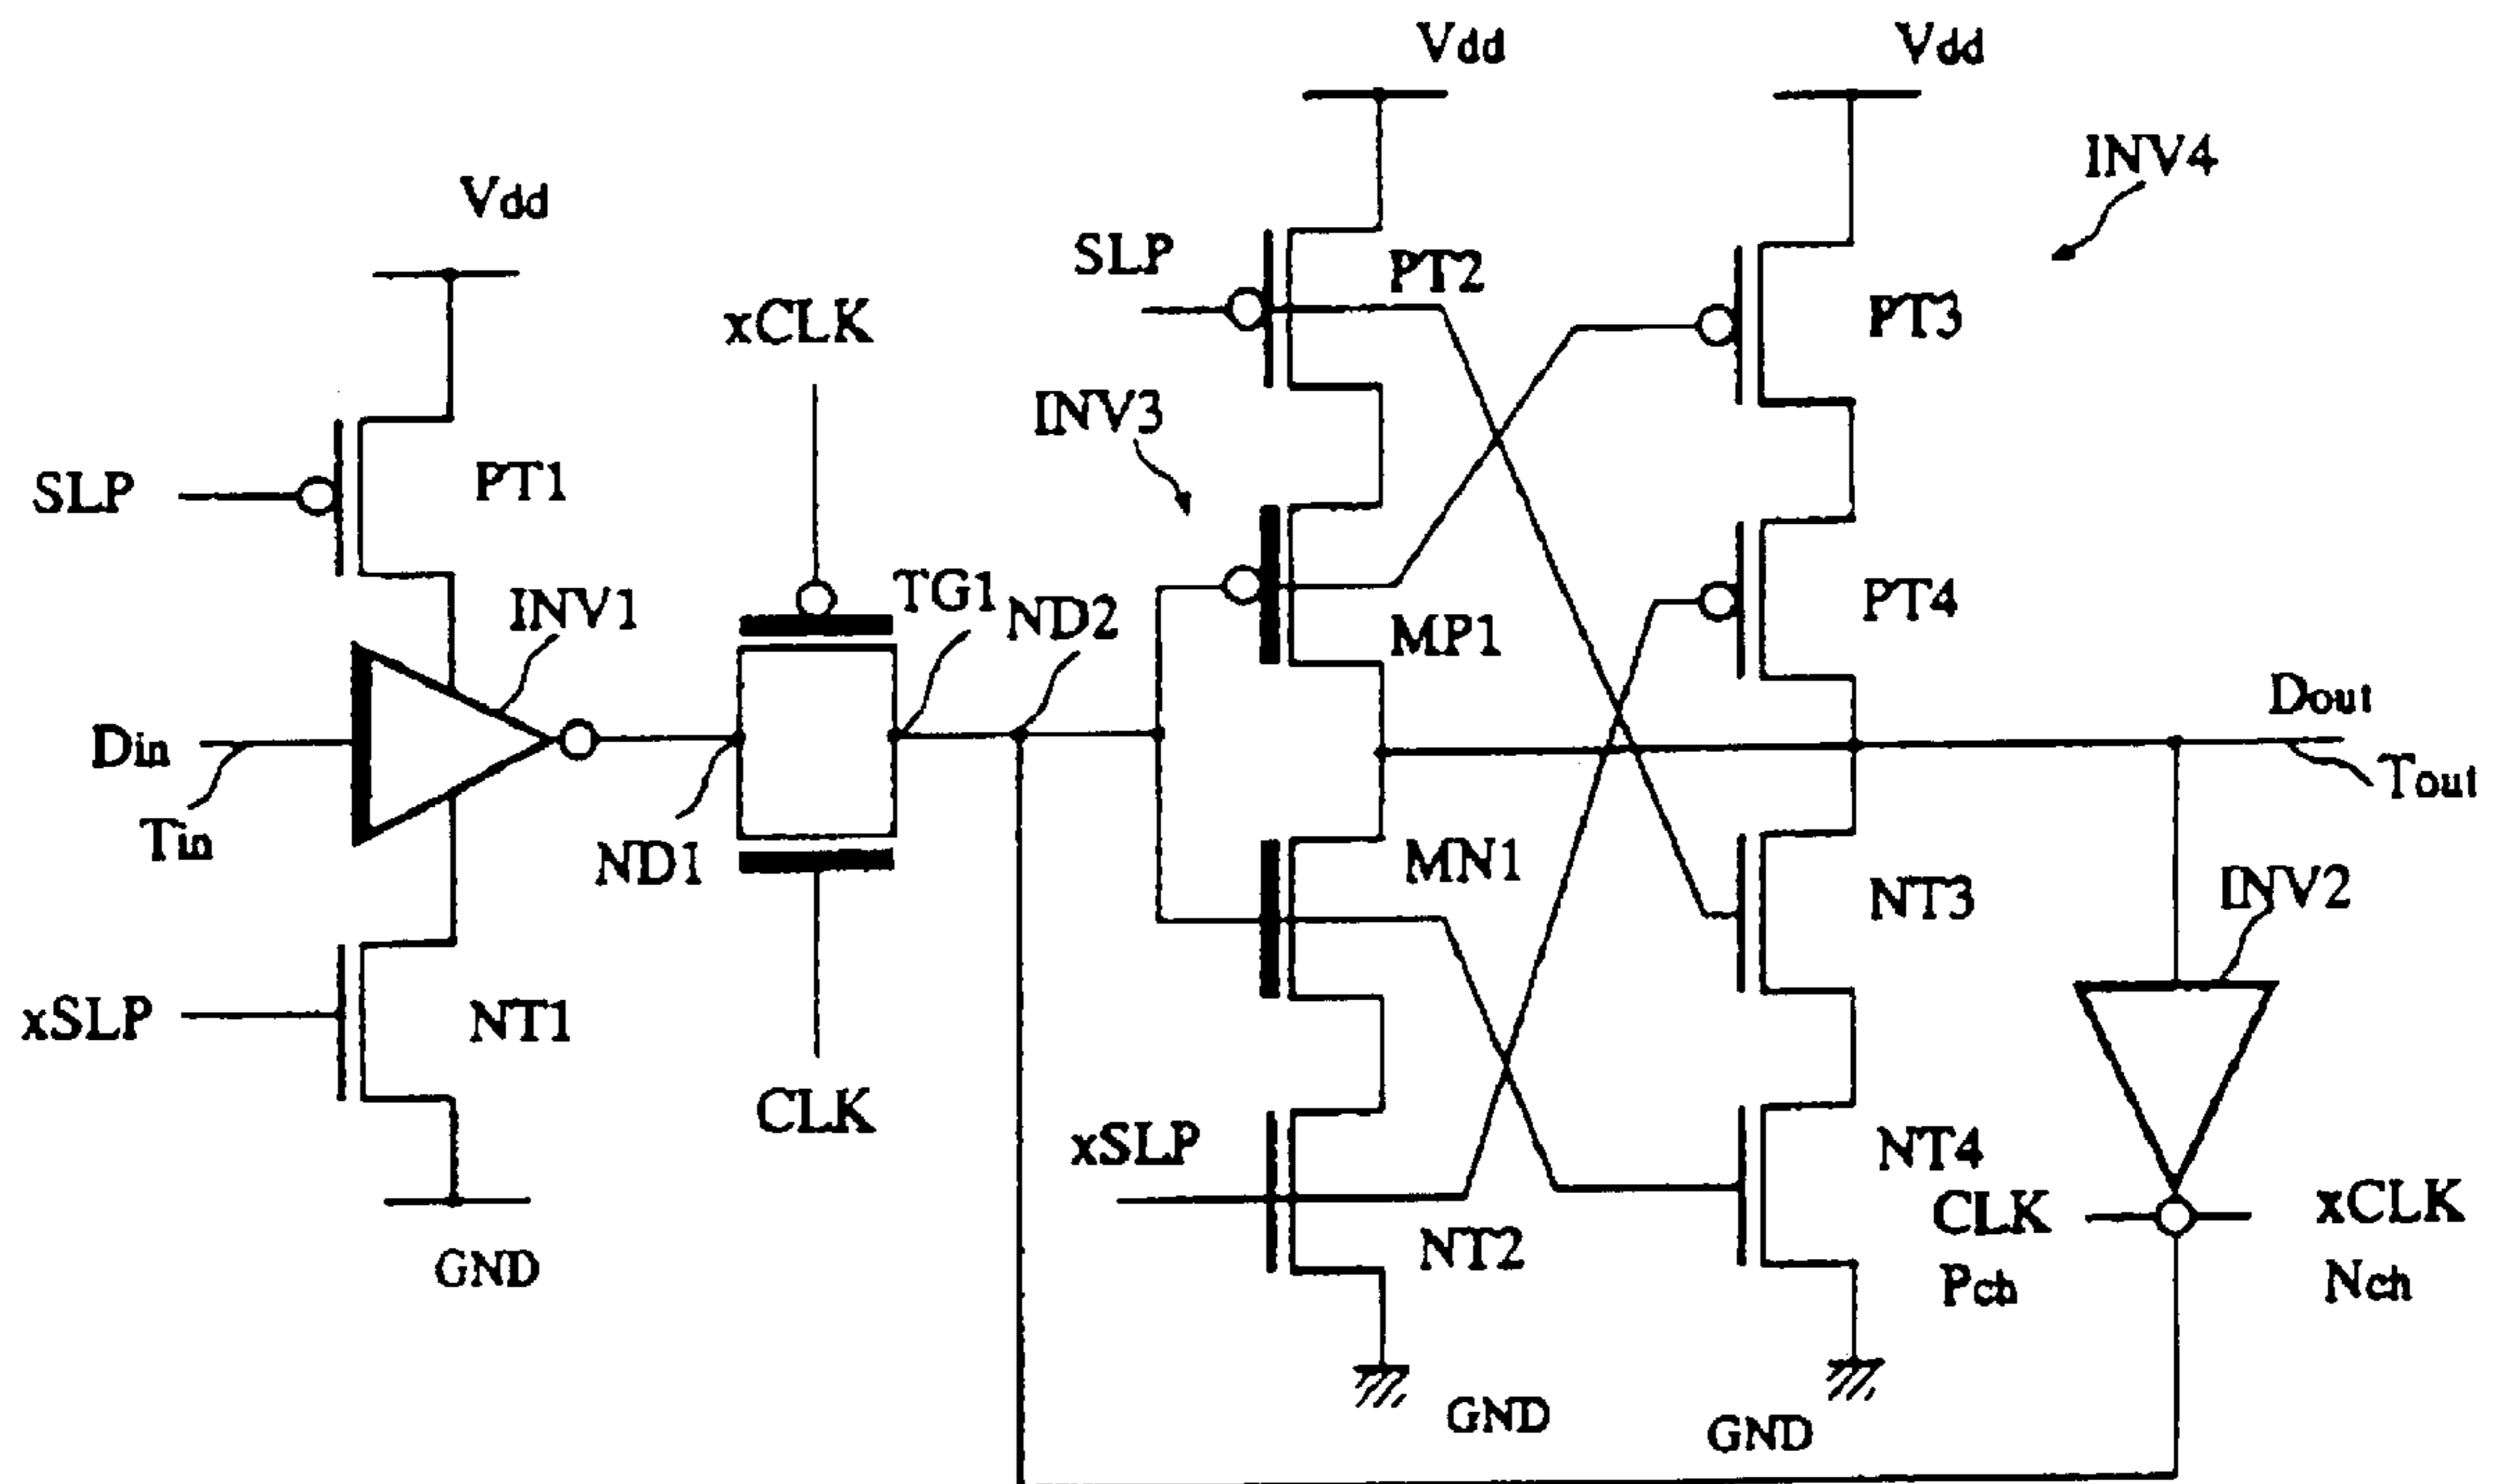 Vdd
Vdd
INV4
Vdd
SLP
PT2
xCLK
PT3
INV3
SLP
PT1
TG1
ND2
INV1
PT4
MP1
Dout
Din
Tout
Tin
ND1
MN1
NT3
INV2
xSLP
NT1
CLK
xSLP
NT4
CLK
xCLK
GND
NT2
Pch
Nch
GND
GND